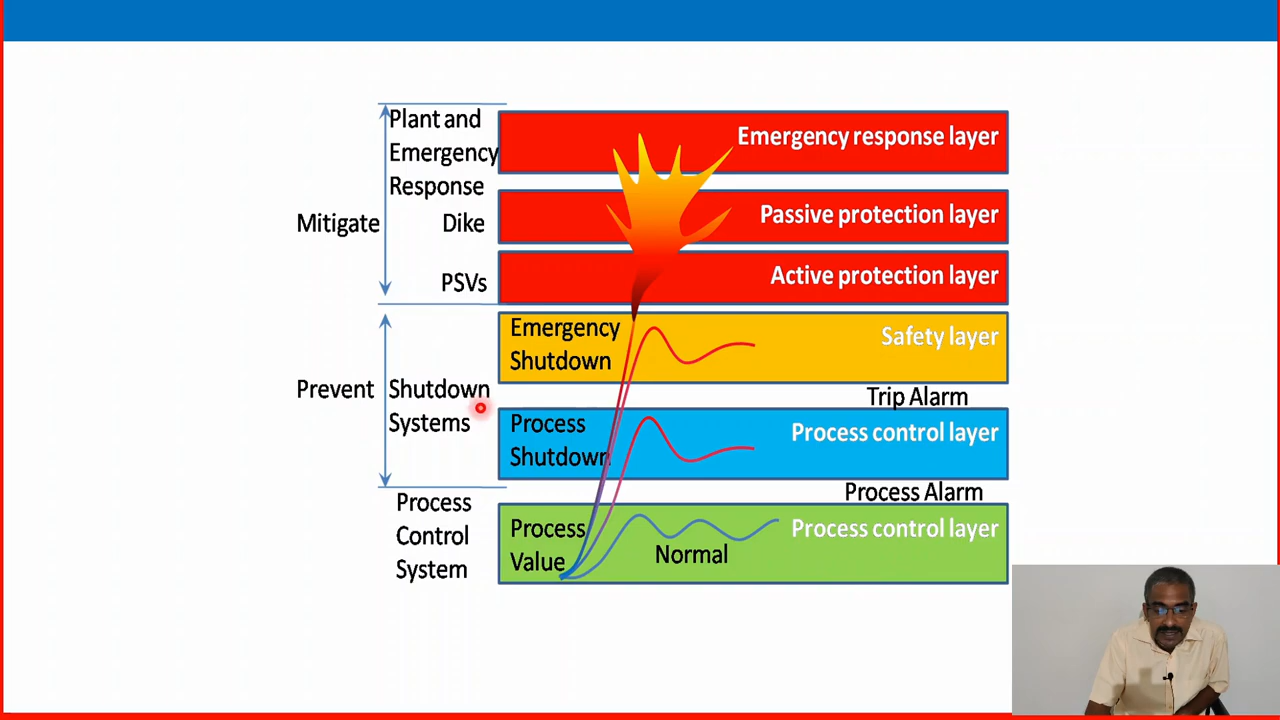 Plant and
Emergency
Response
Emergency response layer
Mitigate
Dike
Passive protection layer
PSVs
Active protection layer
Emergency
Shutdown
Safety layer
Trip Alarm
Prevent
Shutdown
Systems
Process
Shutdown
Process control layer
Process Alarm
Process
Control
System
Process
Value
Normal
Process control layer